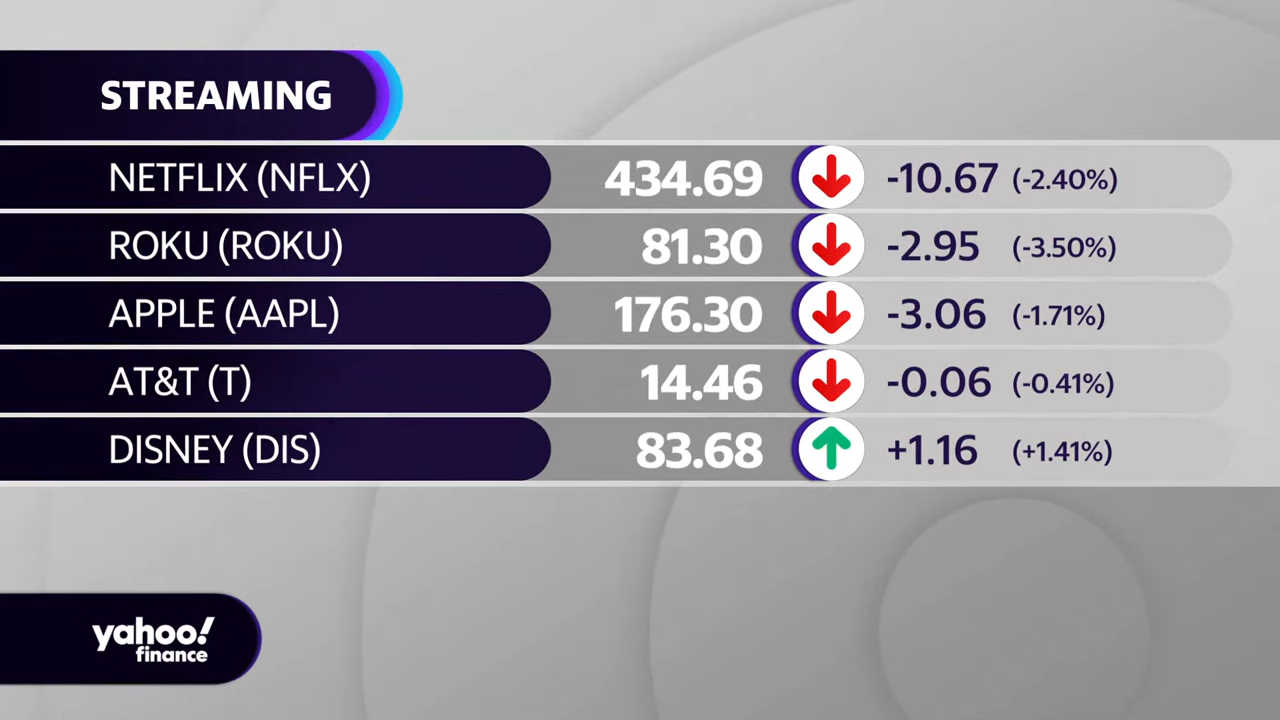 STREAMING
NETFLIX (NFLX) 434.69 -10.67 (-2.40%)
ROKU (ROKU) 81.30 -2.95 (-3.50%)
APPLE (AAPL) 176.30 -3.06 (-1.71%)
AT&T (T) 14.46 -0.06 (-0.41%)
DISNEY (DIS) 83.68 +1.16 (+1.41%)
yahoo!
finance